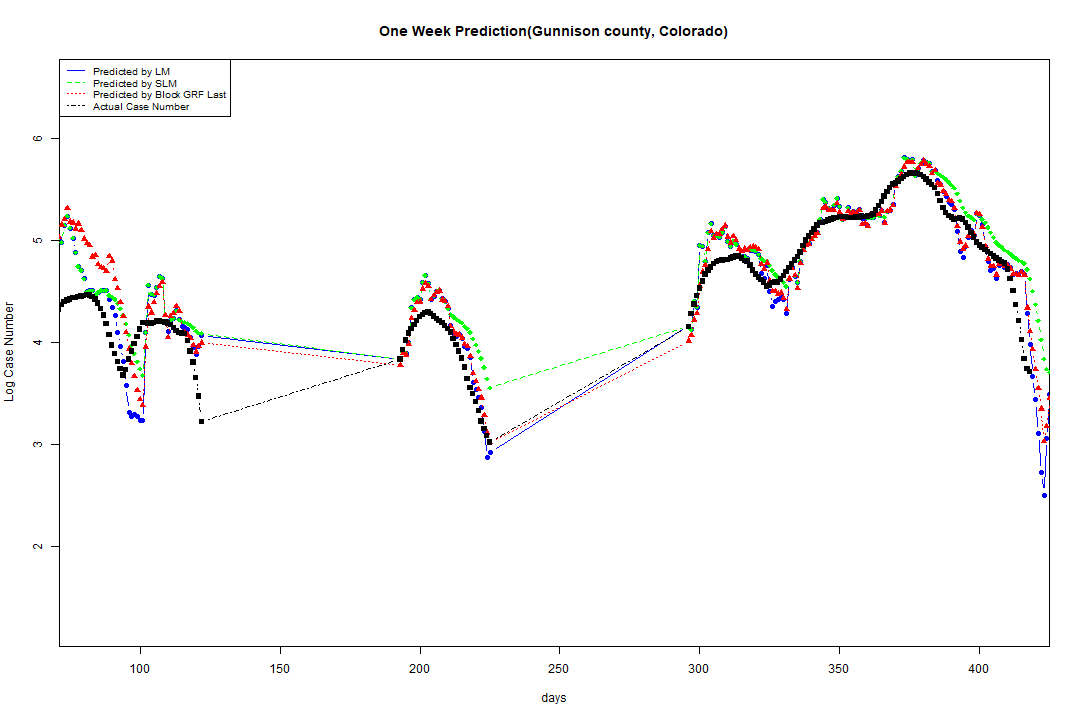 One Week Prediction(Gunnison county, Colorado)
Predicted by LM
Predicted by SLM
Predicted by Block GRF Last
Actual Case Number
6
5
4
3
2
Log Case Number
100 150 200 250 300 350 400
days